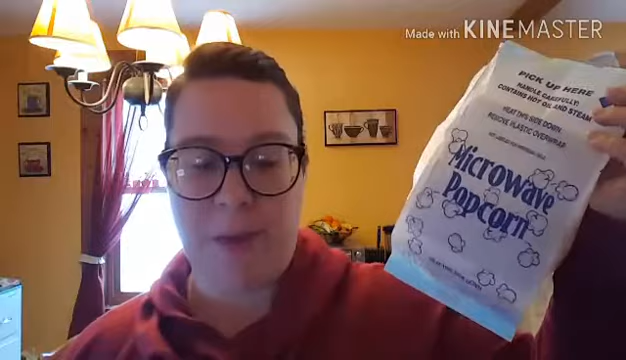 Made with KINEMASTER
PICK UP HERE
HANDLE CAREFULLY:
CONTAINS HOT OIL AND STEAM
HEAT THIS SIDE DOWN.
REMOVE PLASTIC OVERWRAP.
Microwave
Popcorn